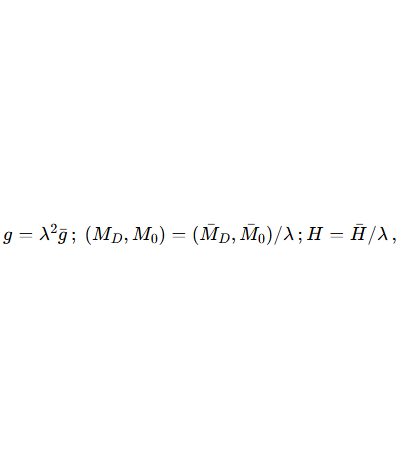 g = λ²ḡ ; (M_D, M_0) = (M̄_D, M̄_0)/λ ; H = H̄/λ ,